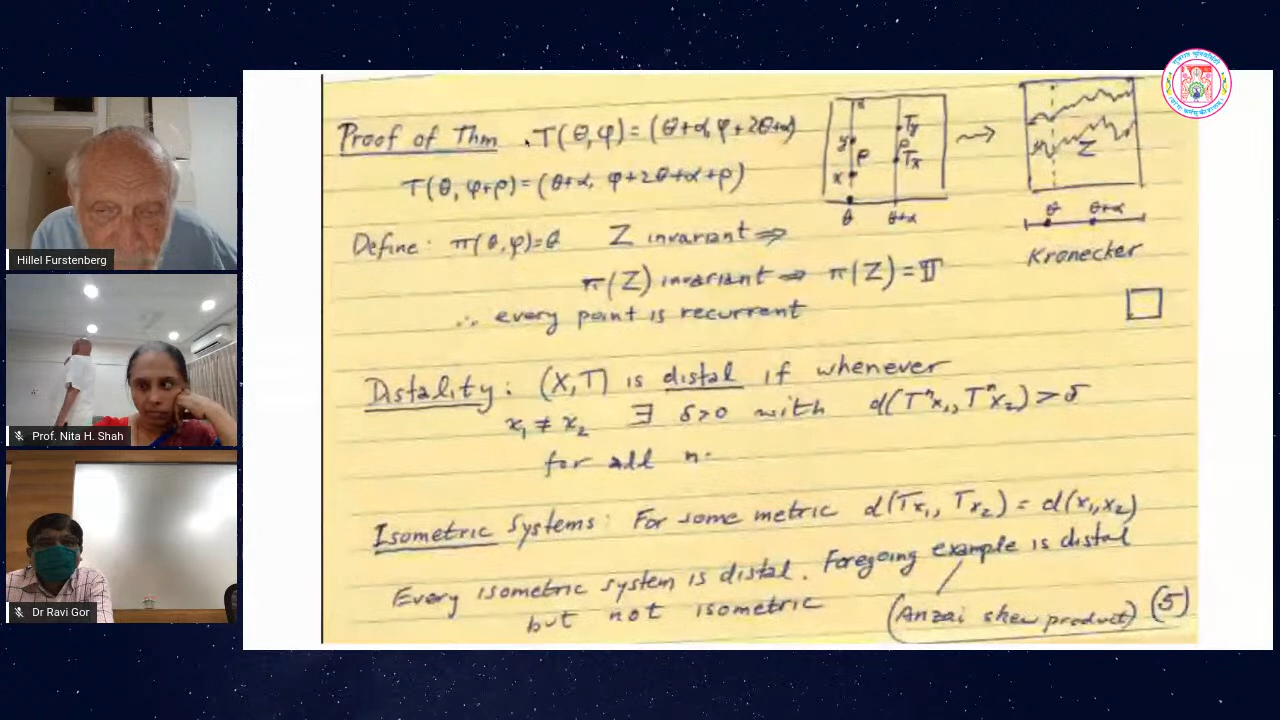 Hillel Furstenberg
Prof. Nita H. Shah
Dr Ravi Gor
Proof of Thm T(θ,φ) = (θ+α, φ+2θ+α)
T(θ, φ+ρ) = (θ+α, φ+2θ+α+ρ)
y
x
ρ
Ty
ρ
Tx
θ
θ+α
Z
θ
θ+α
Kronecker
Define: π(θ,φ)=θ Z invariant ⇒
π(Z) invariant ⇒ π(Z) = 𝕋
∴ every point is recurrent
Distality: (X,T) is distal if whenever
x₁ ≠ x₂ ∃ δ>0 with d(Tⁿx₁, Tⁿx₂) > δ
for all n.
Isometric Systems: For some metric d(Tx₁, Tx₂) = d(x₁,x₂)
Every isometric system is distal. Foregoing example is distal
but not isometric
(Anzai skew product)
(5)